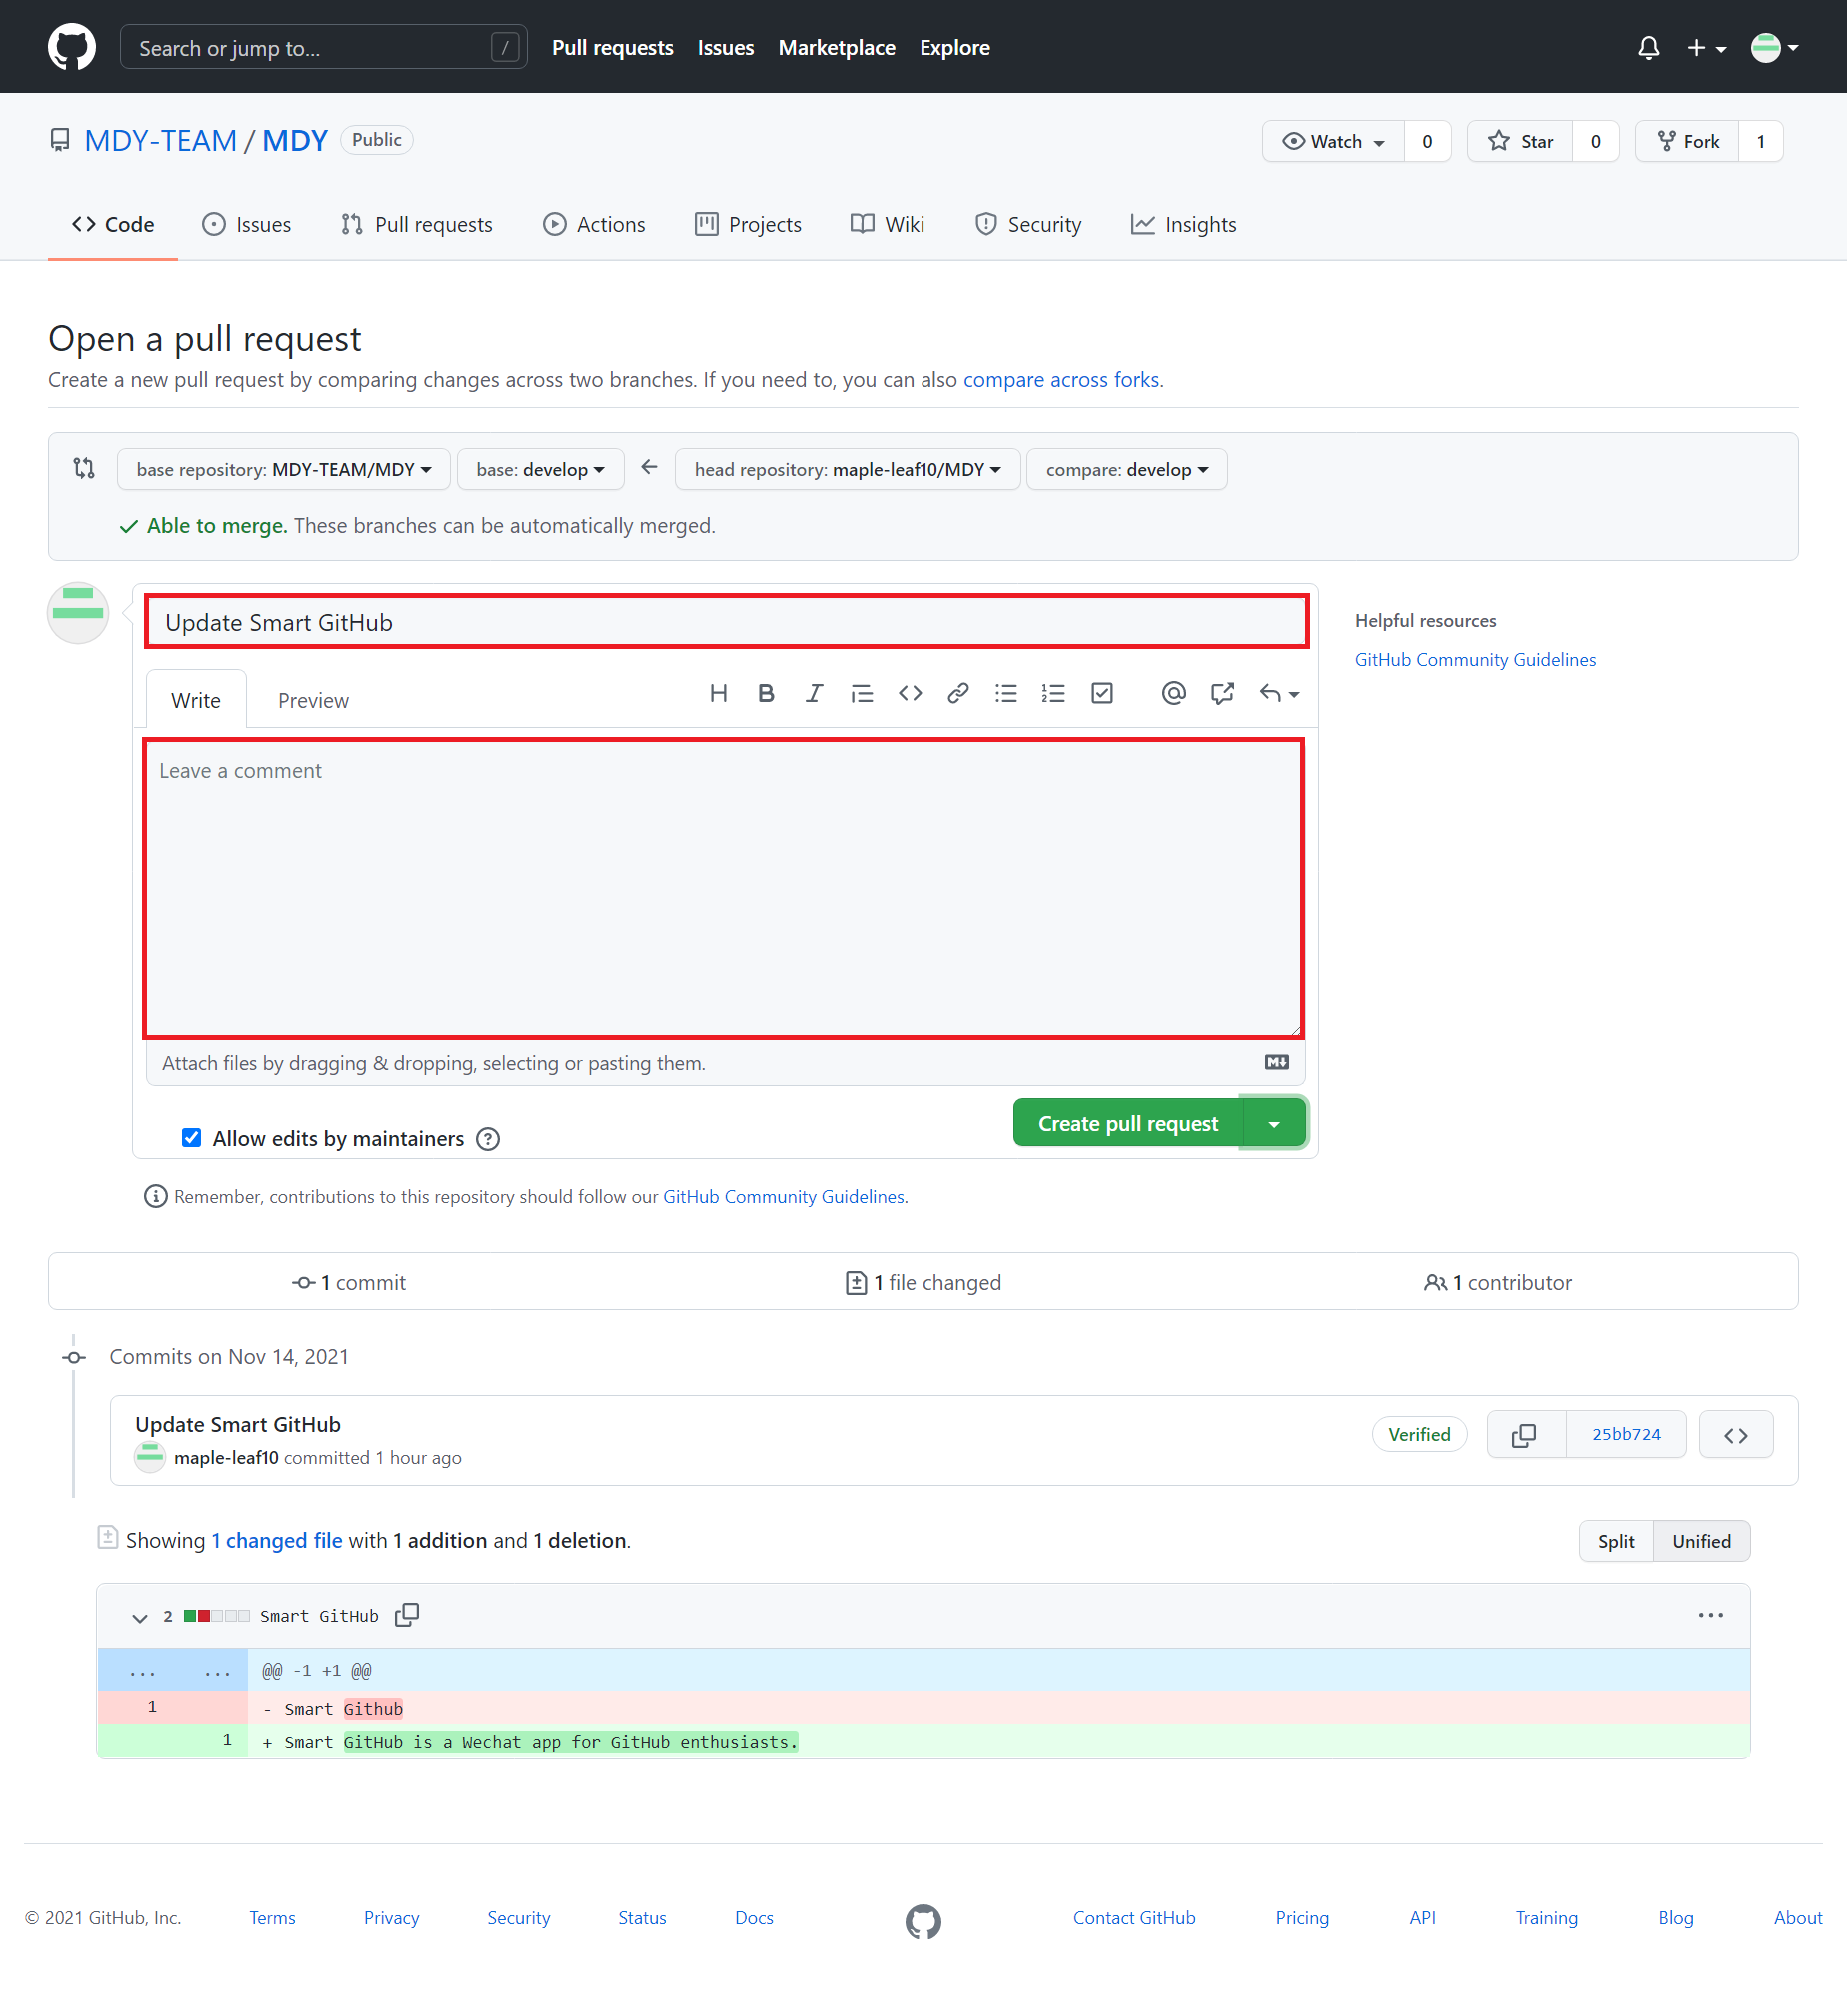 Search or jump to... / Pull requests Issues Marketplace Explore
MDY-TEAM / MDY Public Watch 0 Star 0 Fork 1
Code Issues Pull requests Actions Projects Wiki Security Insights
Open a pull request
Create a new pull request by comparing changes across two branches. If you need to, you can also compare across forks.
base repository: MDY-TEAM/MDY base: develop ← head repository: maple-leaf10/MDY compare: develop
Able to merge. These branches can be automatically merged.
Update Smart GitHub
Helpful resources
GitHub Community Guidelines
Write Preview
Leave a comment
Attach files by dragging & dropping, selecting or pasting them.
Allow edits by maintainers Create pull request
Remember, contributions to this repository should follow our GitHub Community Guidelines.
1 commit 1 file changed 1 contributor
Commits on Nov 14, 2021
Update Smart GitHub
maple-leaf10 committed 1 hour ago Verified 25bb724
Showing 1 changed file with 1 addition and 1 deletion. Split Unified
2 Smart GitHub ...
... ... @@ -1 +1 @@
1 - Smart Github
1 + Smart GitHub is a Wechat app for GitHub enthusiasts.
© 2021 GitHub, Inc. Terms Privacy Security Status Docs Contact GitHub Pricing API Training Blog About